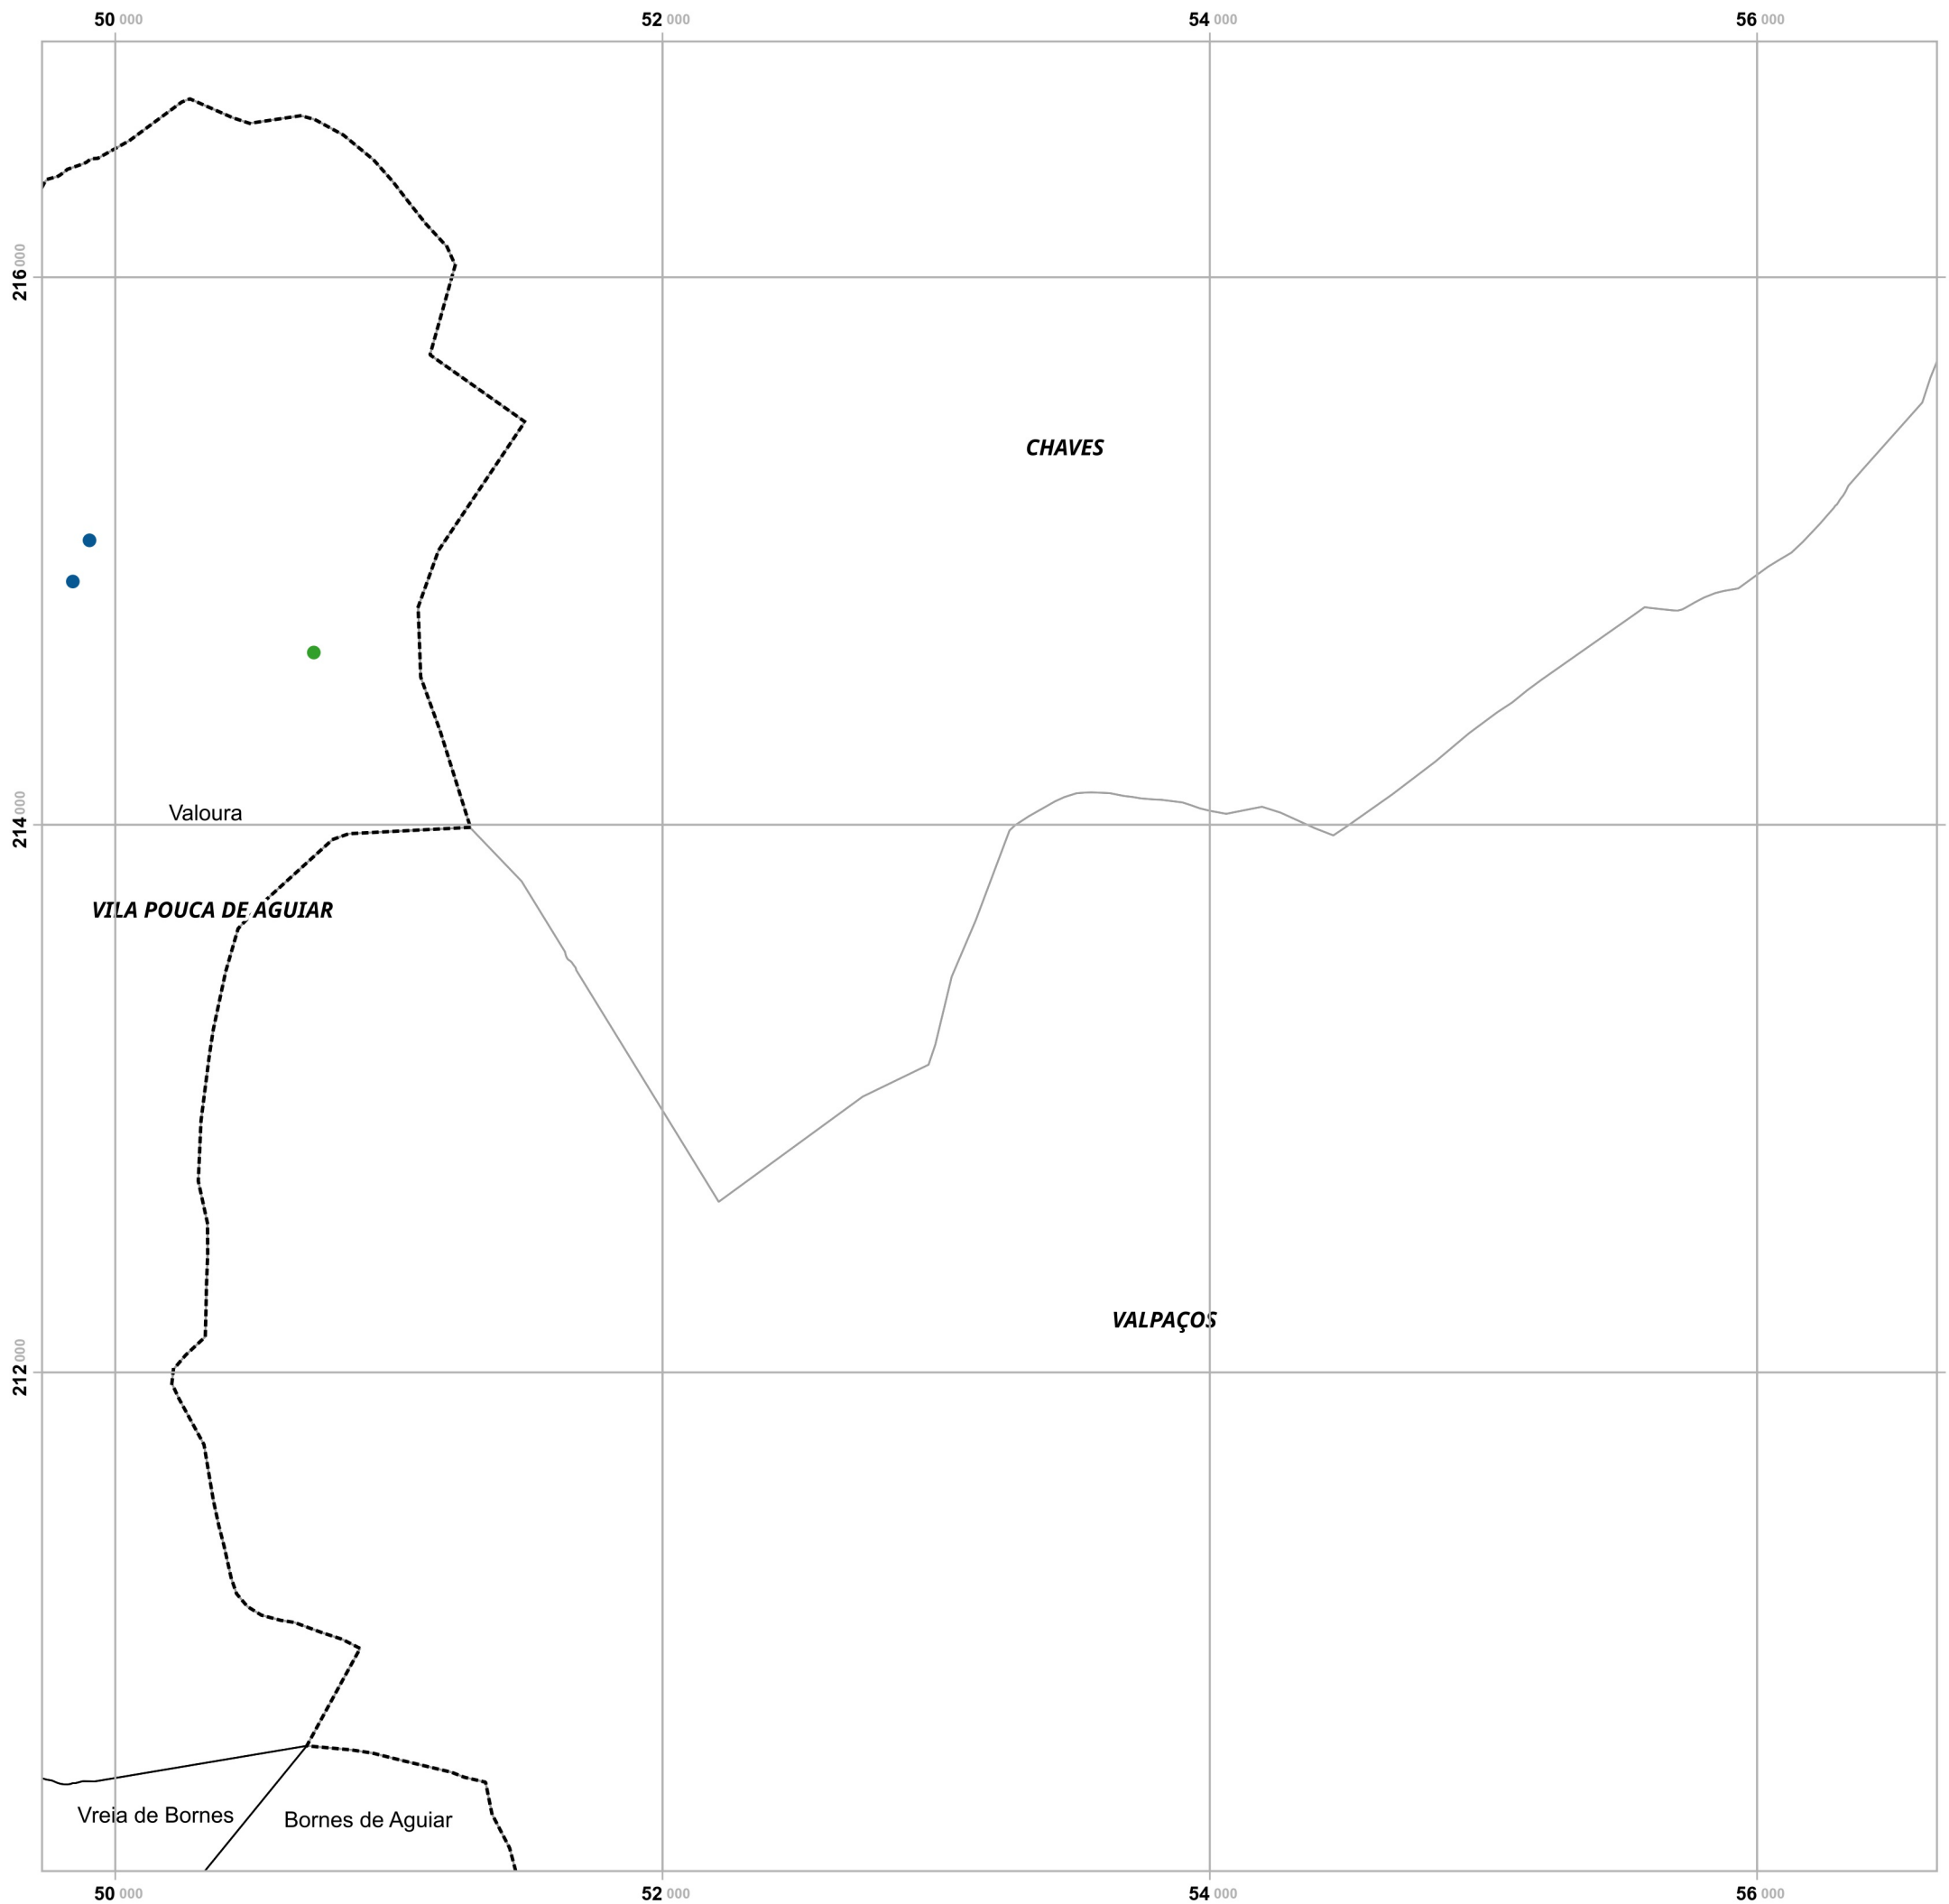 50 000 52 000 54 000 56 000
216 000
CHAVES
Valoura
214 000
VILA POUCA DE AGUIAR
VALPAÇOS
212 000
Vreia de Bornes
Bornes de Aguiar
50 000 52 000 54 000 56 000